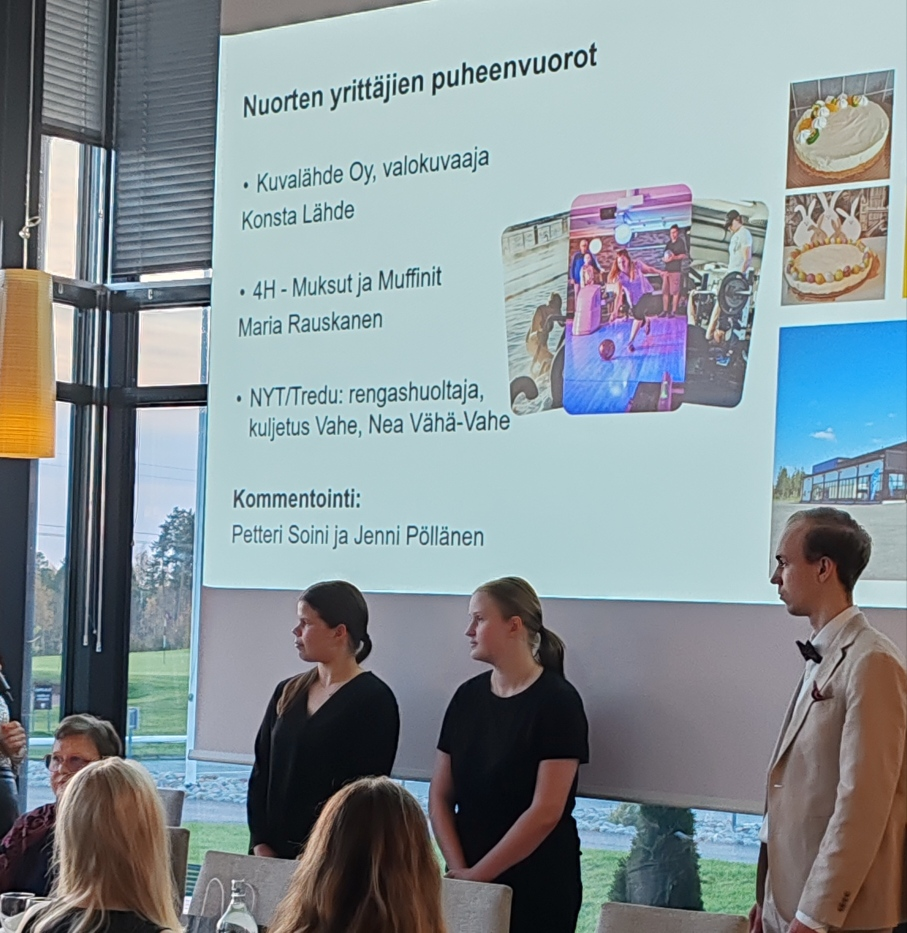 Nuorten yrittäjien puheenvuorot
• Kuvalähde Oy, valokuvaaja
Konsta Lähde
• 4H - Muksut ja Muffinit
Maria Rauskanen
• NYT/Tredu: rengashuoltaja,
kuljetus Vahe, Nea Vähä-Vahe
Kommentointi:
Petteri Soini ja Jenni Pöllänen